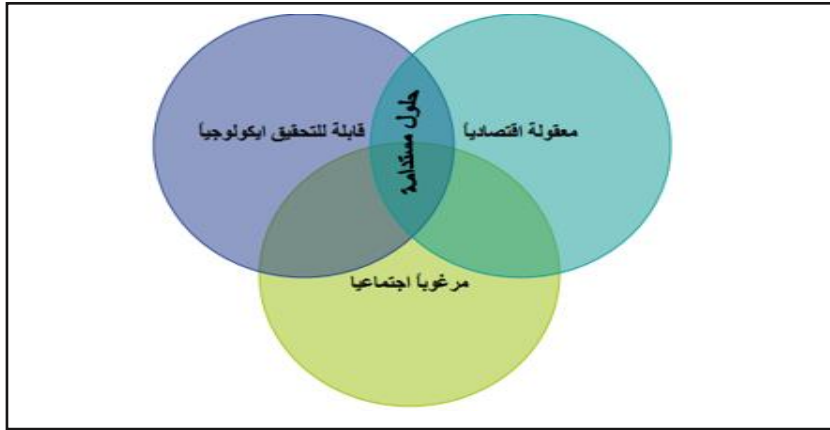 معقولة اقتصادياً
حلول مستدامة
قابلة للتحقيق ايكولوجياً
مرغوباً اجتماعيا